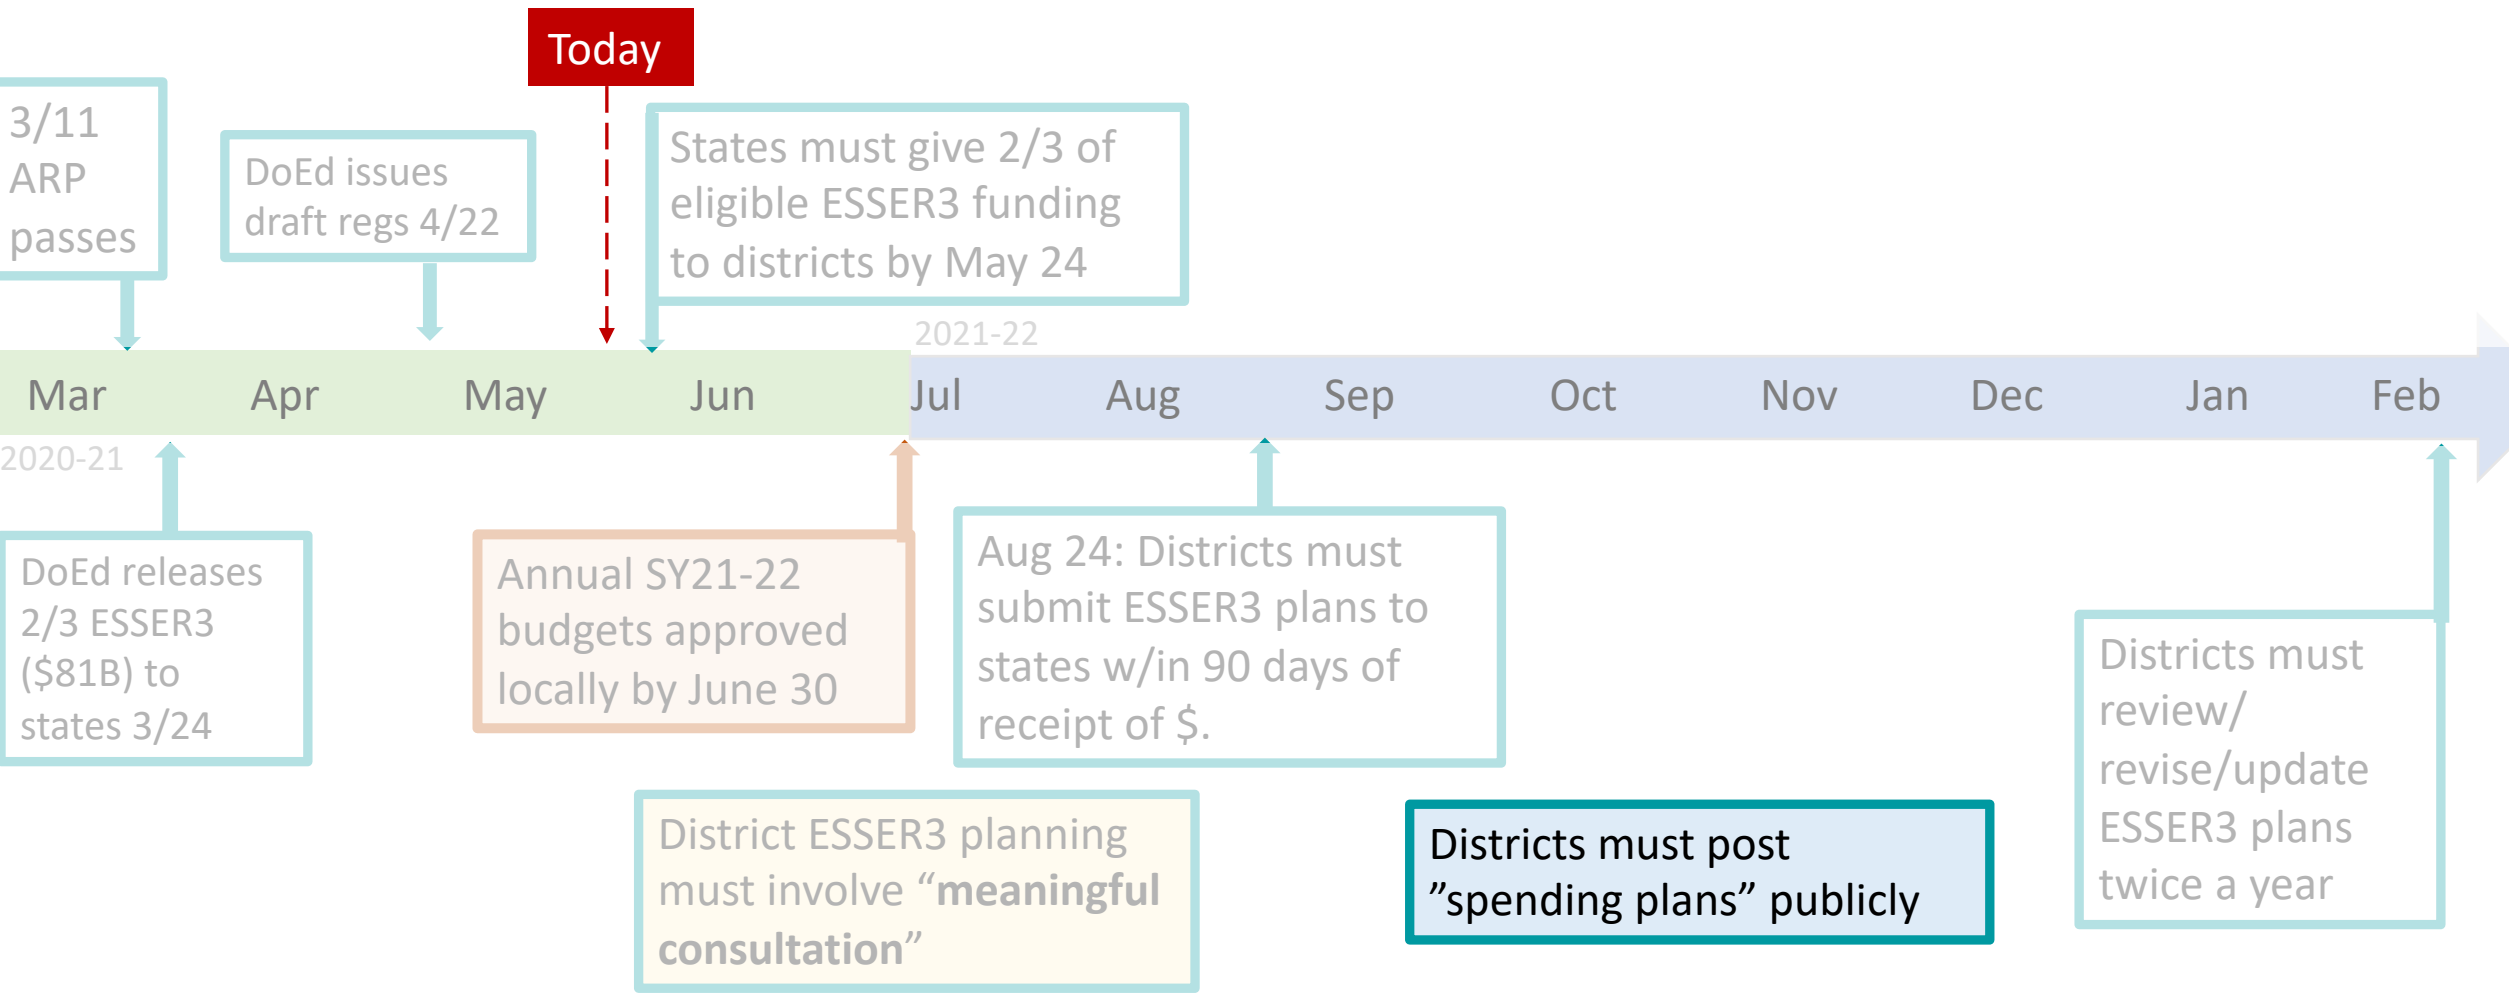 Today
3/11
ARP
passes
DoEd issues
draft regs 4/22
States must give 2/3 of
eligible ESSER3 funding
to districts by May 24
2021-22
Mar Apr May Jun Jul Aug Sep Oct Nov Dec Jan Feb
2020-21
DoEd releases
2/3 ESSER3
($81B) to
states 3/24
Annual SY21-22
budgets approved
locally by June 30
Aug 24: Districts must
submit ESSER3 plans to
states w/in 90 days of
receipt of $.
Districts must
review/
revise/update
ESSER3 plans
twice a year
District ESSER3 planning
must involve “meaningful
consultation”
Districts must post
”spending plans” publicly